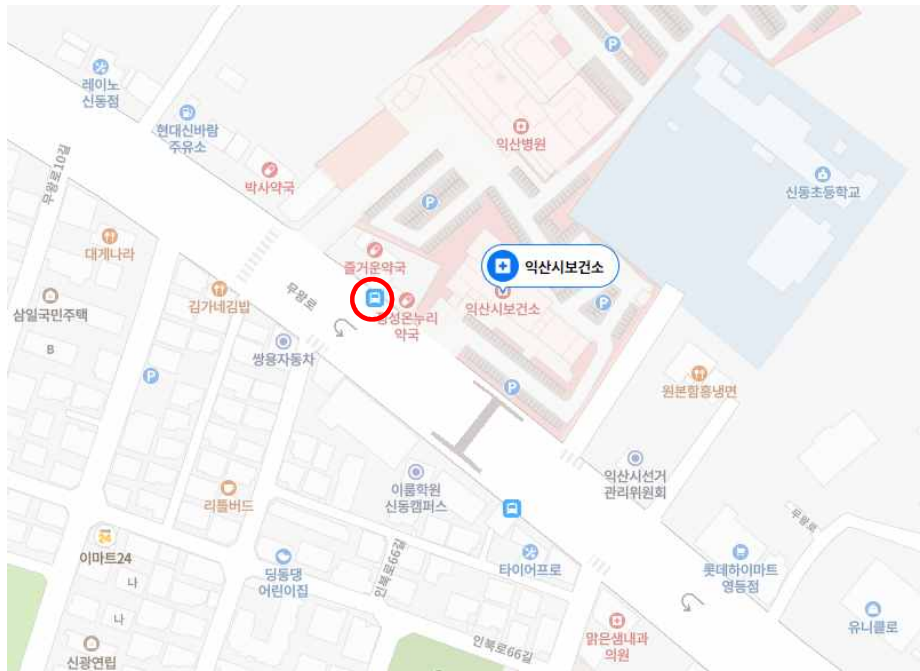 레이노
신동점
현대신바람
주유소
익산병원
무왕로10길
박사약국
신동초등학교
대게나라
즐거운약국
익산시보건소
김가네김밥
무왕로
삼일국민주택
온누리
약국
익산시보건소
B
쌍용자동차
원본함흥냉면
이룸학원
신동캠퍼스
익산시선거
관리위원회
리틀버드
무왕로
24
이마트24
딩동댕
어린이집
인북로66길
타이어프로
롯데하이마트
영등점
나
나
유니클로
맑은샘내과
의원
인북로66길
신광연립
P
P
P
P
P